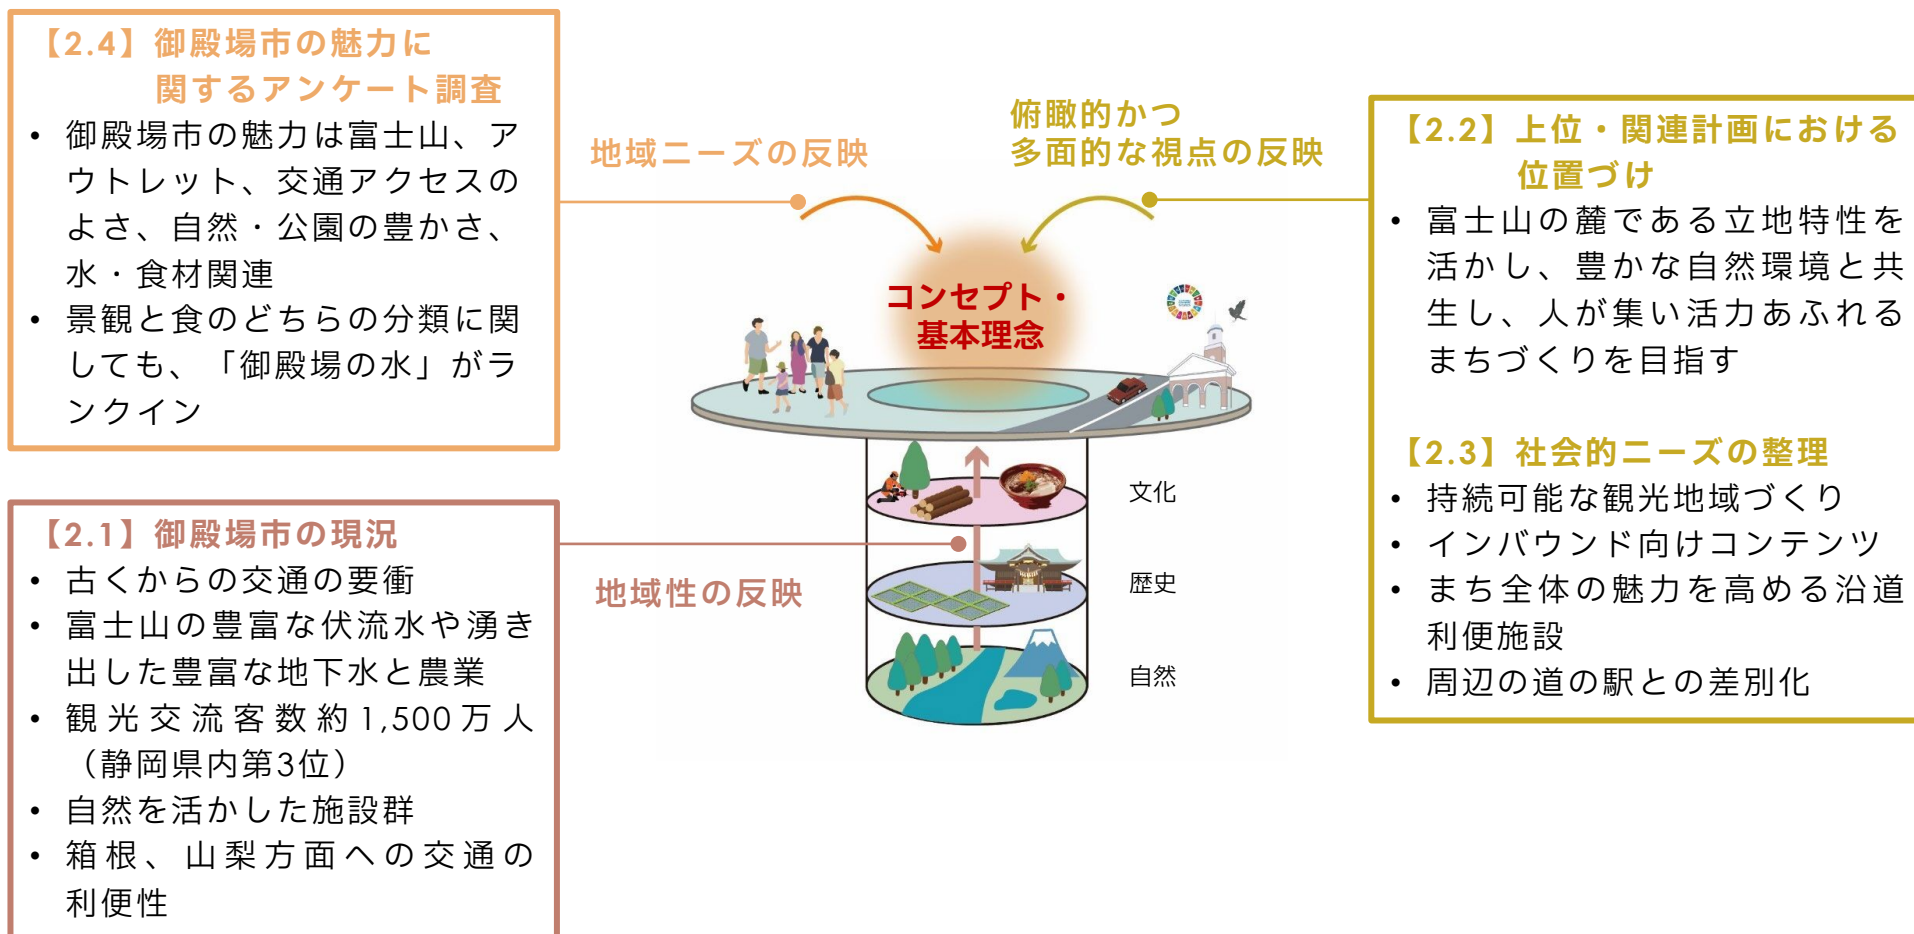 【2.4】御殿場市の魅力に
関するアンケート調査
• 御殿場市の魅力は富士山、ア
ウトレット、交通アクセスの
よさ、自然・公園の豊かさ、
水・食材関連
• 景観と食のどちらの分類に関
しても、「御殿場の水」がラ
ンクイン
【2.1】御殿場市の現況
• 古くからの交通の要衝
• 富士山の豊富な伏流水や湧き
出した豊富な地下水と農業
• 観光交流客数約1,500万人
（静岡県内第3位）
• 自然を活かした施設群
• 箱根、山梨方面への交通の
利便性
地域ニーズの反映
俯瞰的かつ
多面的な視点の反映
コンセプト・
基本理念
地域性の反映
文化
歴史
自然
【2.2】上位・関連計画における
位置づけ
• 富士山の麓である立地特性を
活かし、豊かな自然環境と共
生し、人が集い活力あふれる
まちづくりを目指す
【2.3】社会的ニーズの整理
• 持続可能な観光地域づくり
• インバウンド向けコンテンツ
• まち全体の魅力を高める沿道
利便施設
• 周辺の道の駅との差別化